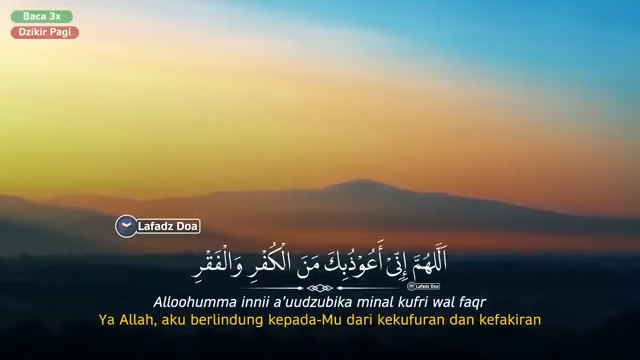 Baca 3x
Dzikir Pagi
Lafadz Doa
اَللّٰهُمَّ إِنِّىْ أَعُوْذُبِكَ مَنَ الْكُفْرِ وَالْفَقْرِ
Lafadz Doa
Alloohumma innii a'uudzubika minal kufri wal faqr
Ya Allah, aku berlindung kepada-Mu dari kekufuran dan kefakiran